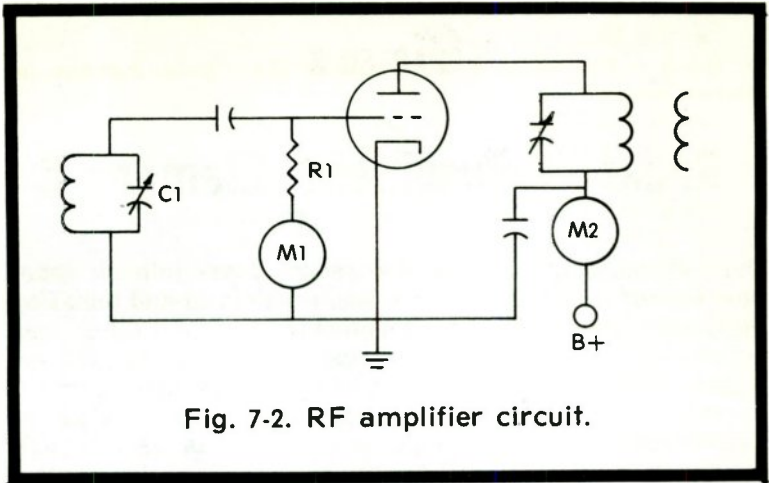 C1
R1
M1
M2
B+
Fig. 7-2. RF amplifier circuit.